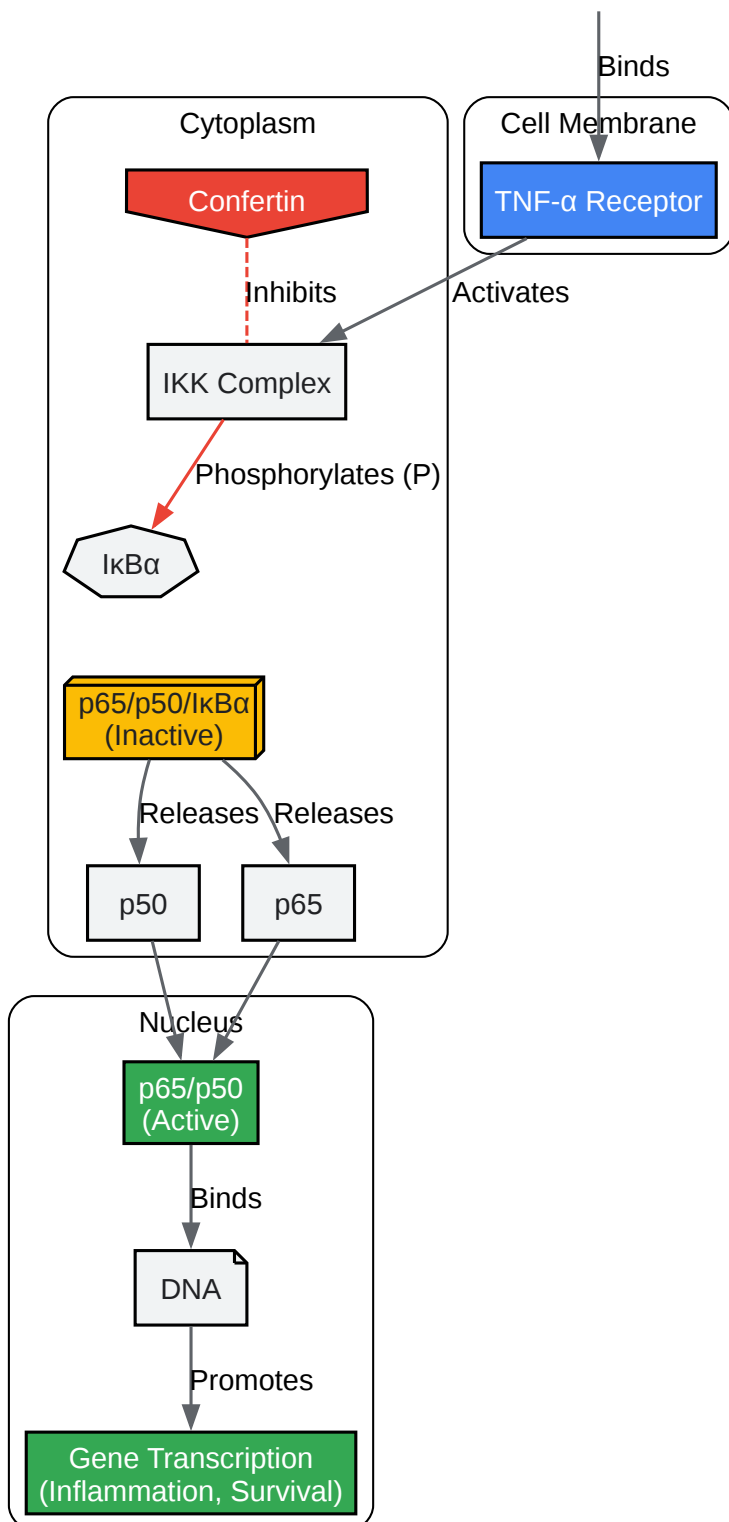 Binds
Cytoplasm
Cell Membrane
Confertin
TNF-α Receptor
Inhibits
Activates
IKK Complex
Phosphorylates (P)
IκBα
p65/p50/IκBα
(Inactive)
Releases
Releases
p50
p65
Nucleus
p65/p50
(Active)
Binds
DNA
Promotes
Gene Transcription
(Inflammation, Survival)